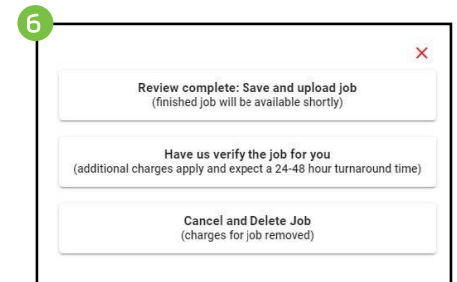 6
Review complete: Save and upload job
(finished job will be available shortly)
Have us verify the job for you
(additional charges apply and expect a 24-48 hour turnaround time)
Cancel and Delete Job
(charges for job removed)